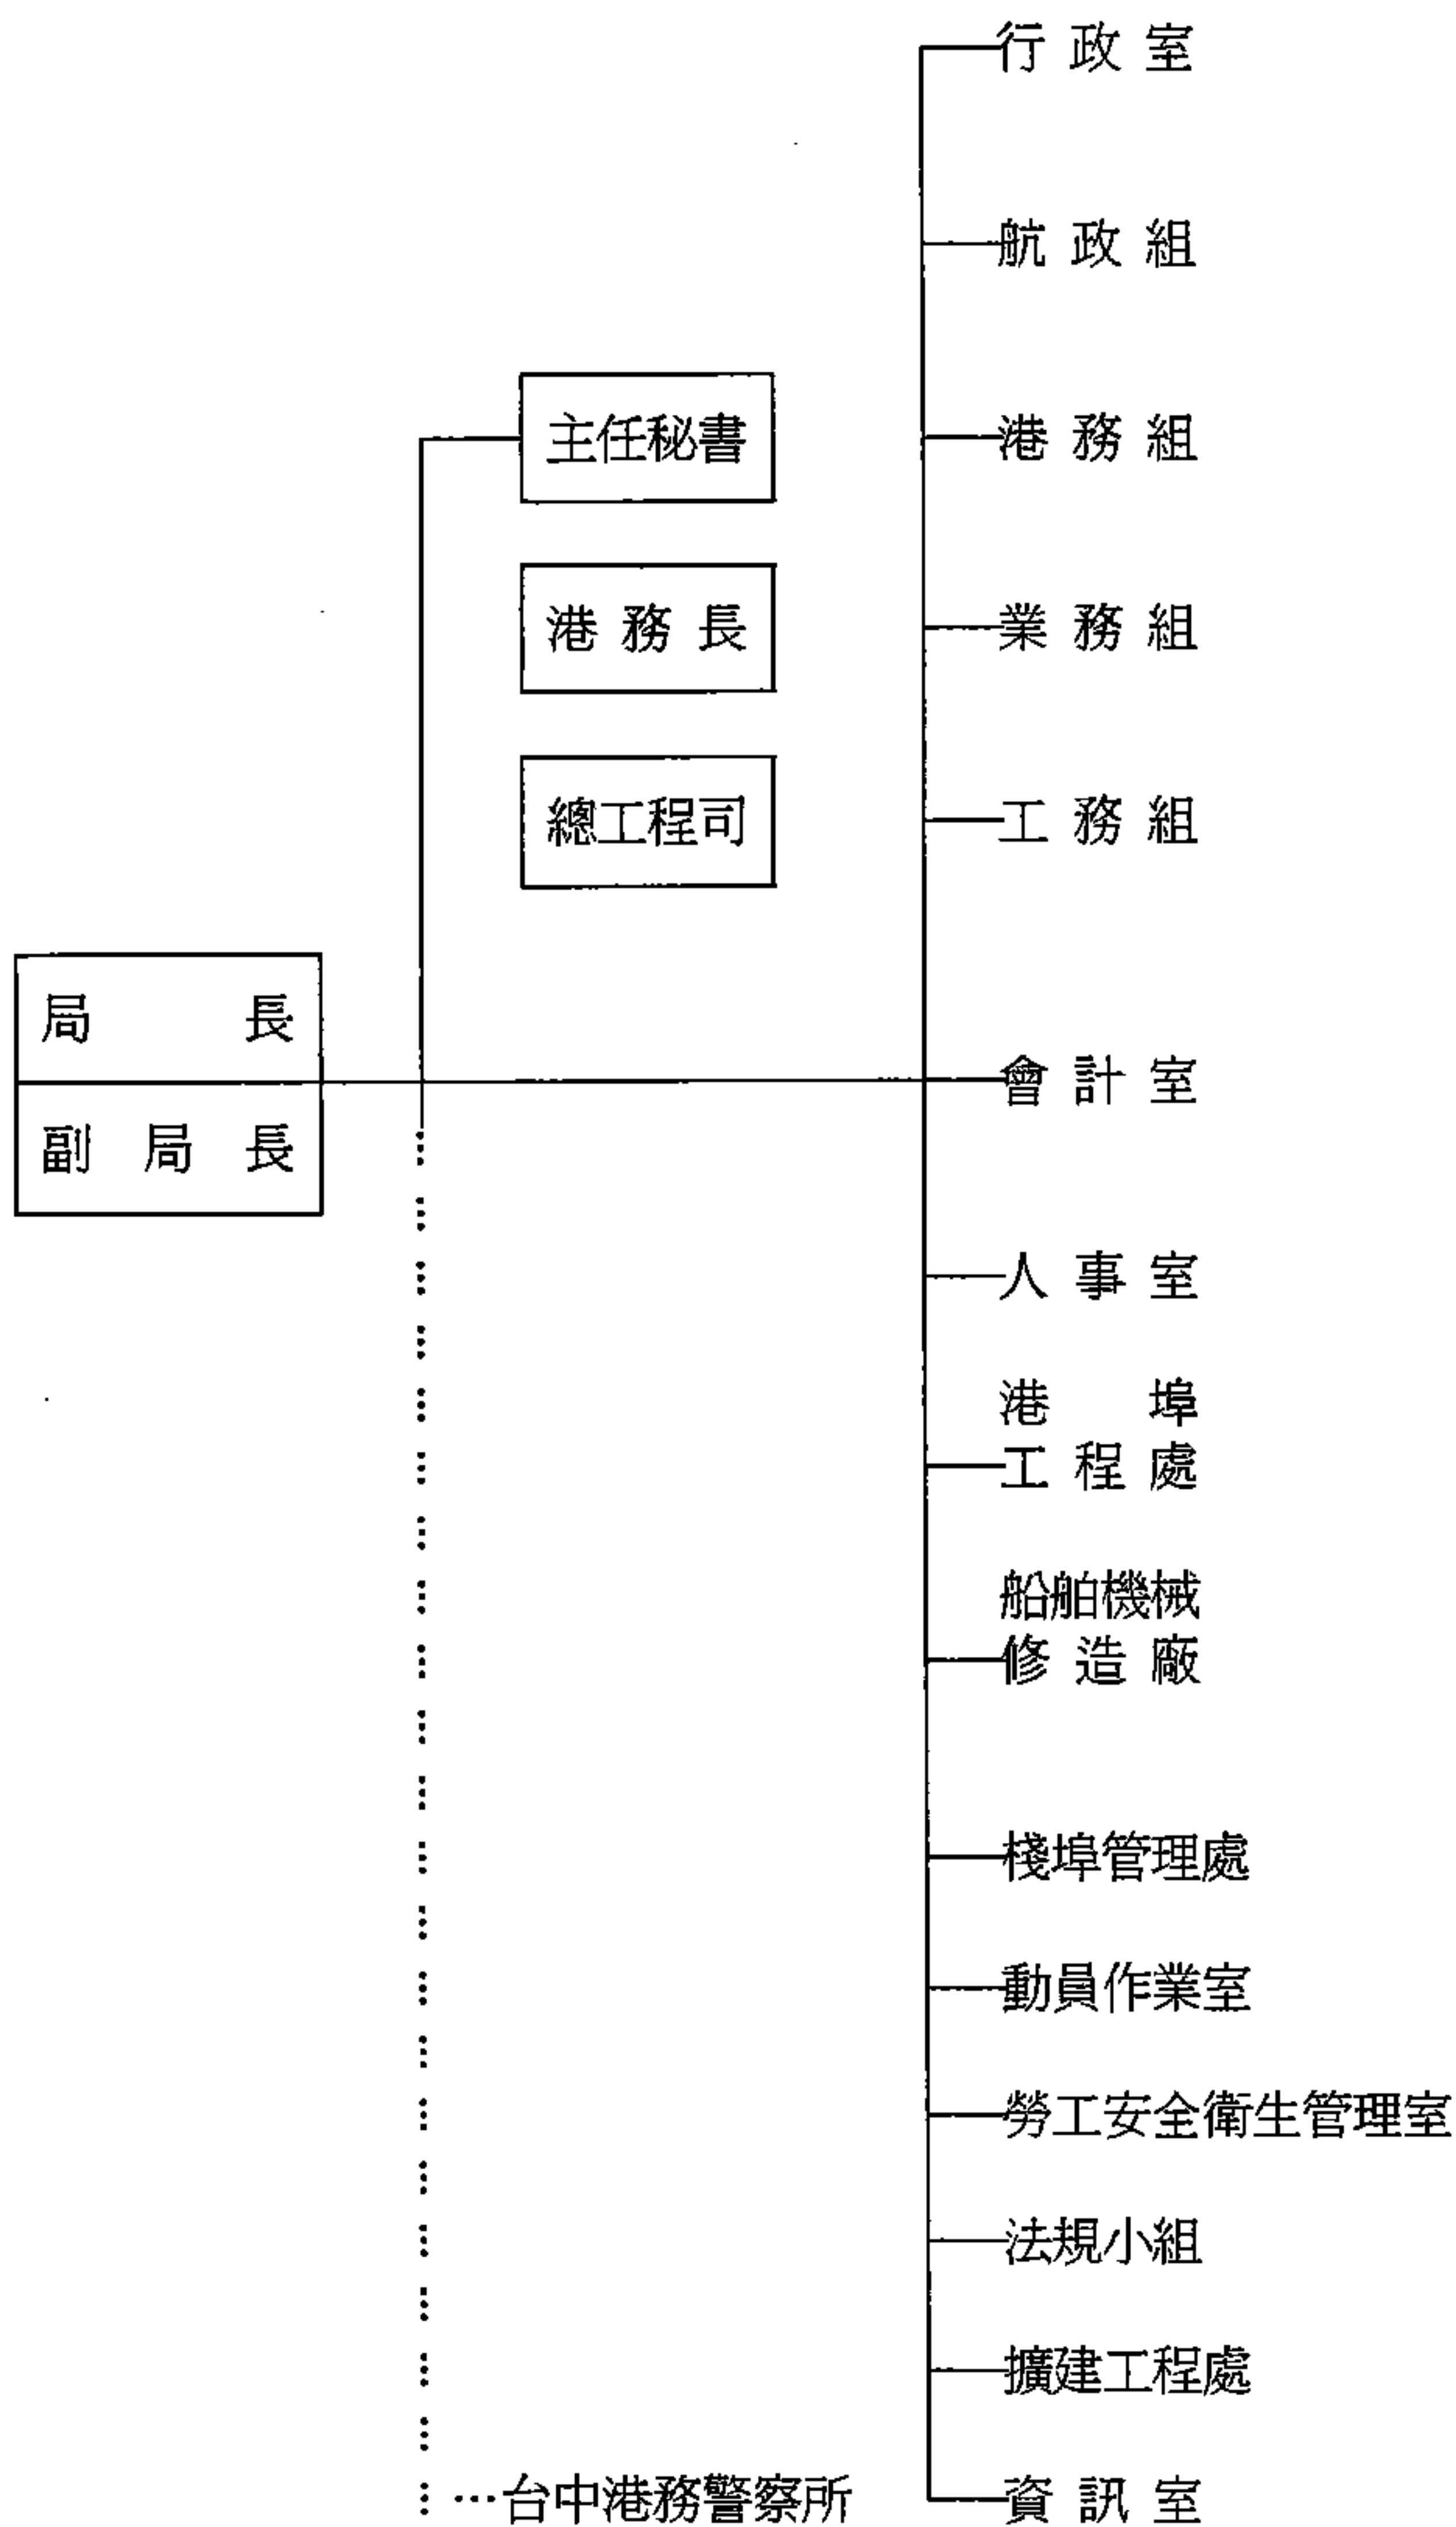 行政室
航政組
主任秘書
港務組
港務長
業務組
總工程司
工務組
局長
副局長
會計室
人事室
港埠
工程處
船舶機械
修造廠
棧埠管理處
動員作業室
勞工安全衛生管理室
法規小組
擴建工程處
台中港務警察所
資訊室